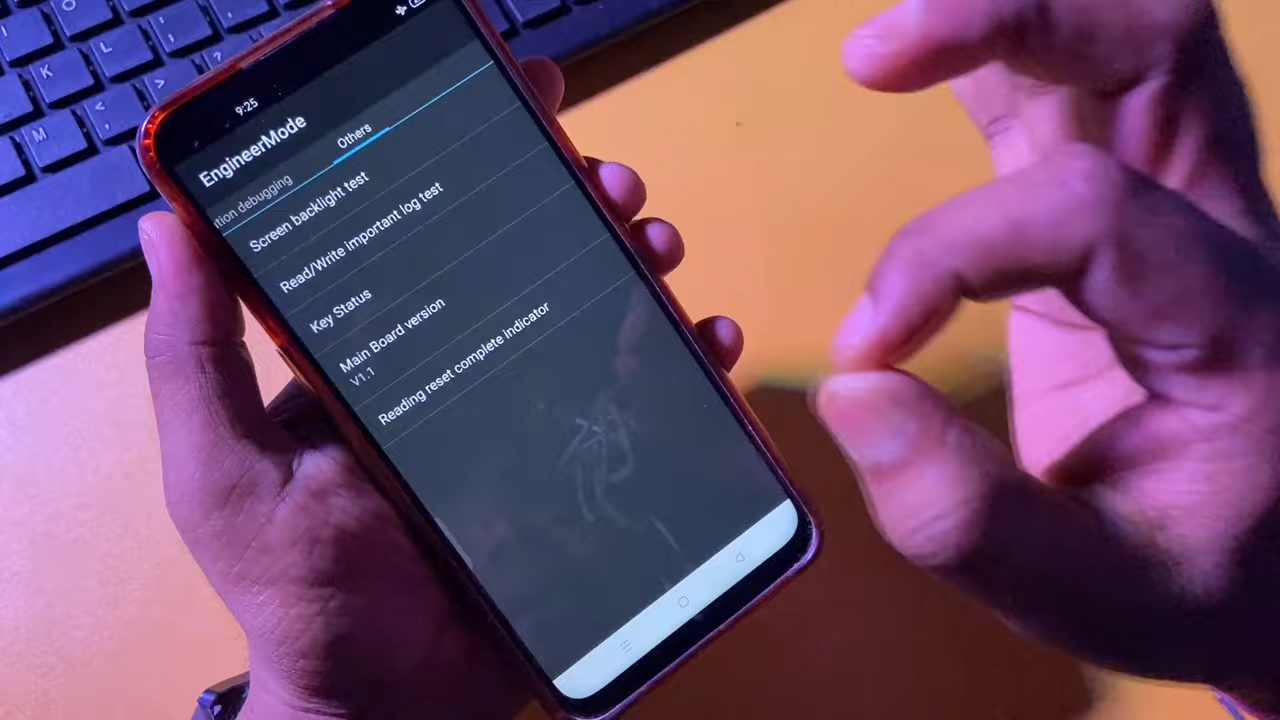 O
L
K
M
9:25
EngineerMode
tion debugging
Others
Screen backlight test
Read/Write important log test
Key Status
Main Board version
V1.1
Reading reset complete indicator